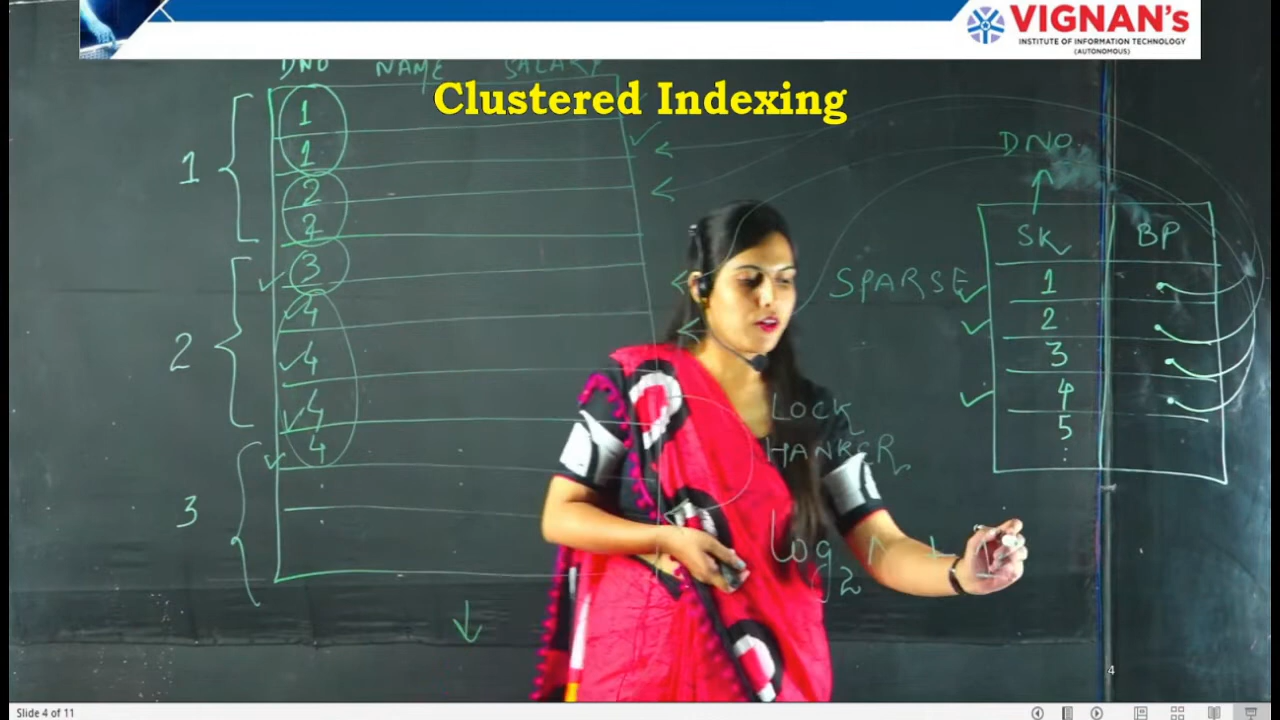 VIGNAN's
INSTITUTE OF INFORMATION TECHNOLOGY
(AUTONOMOUS)
DNO NAME SALARY
Clustered Indexing
1
1
2
2
3
4
4
4
4
1
2
3
DNO
SK BP
SPARSE
1
2
3
4
5
LOCK
HANKER
log2 n + 1
4
Slide 4 of 11